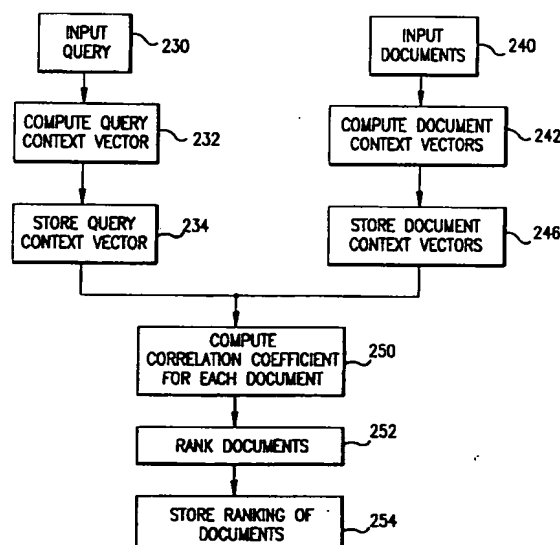 INPUT
QUERY
230
INPUT
DOCUMENTS
240
COMPUTE QUERY
CONTEXT VECTOR
232
COMPUTE DOCUMENT
CONTEXT VECTORS
242
STORE QUERY
CONTEXT VECTOR
234
STORE DOCUMENT
CONTEXT VECTORS
246
COMPUTE
CORRELATION COEFFICIENT
FOR EACH DOCUMENT
250
RANK DOCUMENTS
252
STORE RANKING OF
DOCUMENTS
254